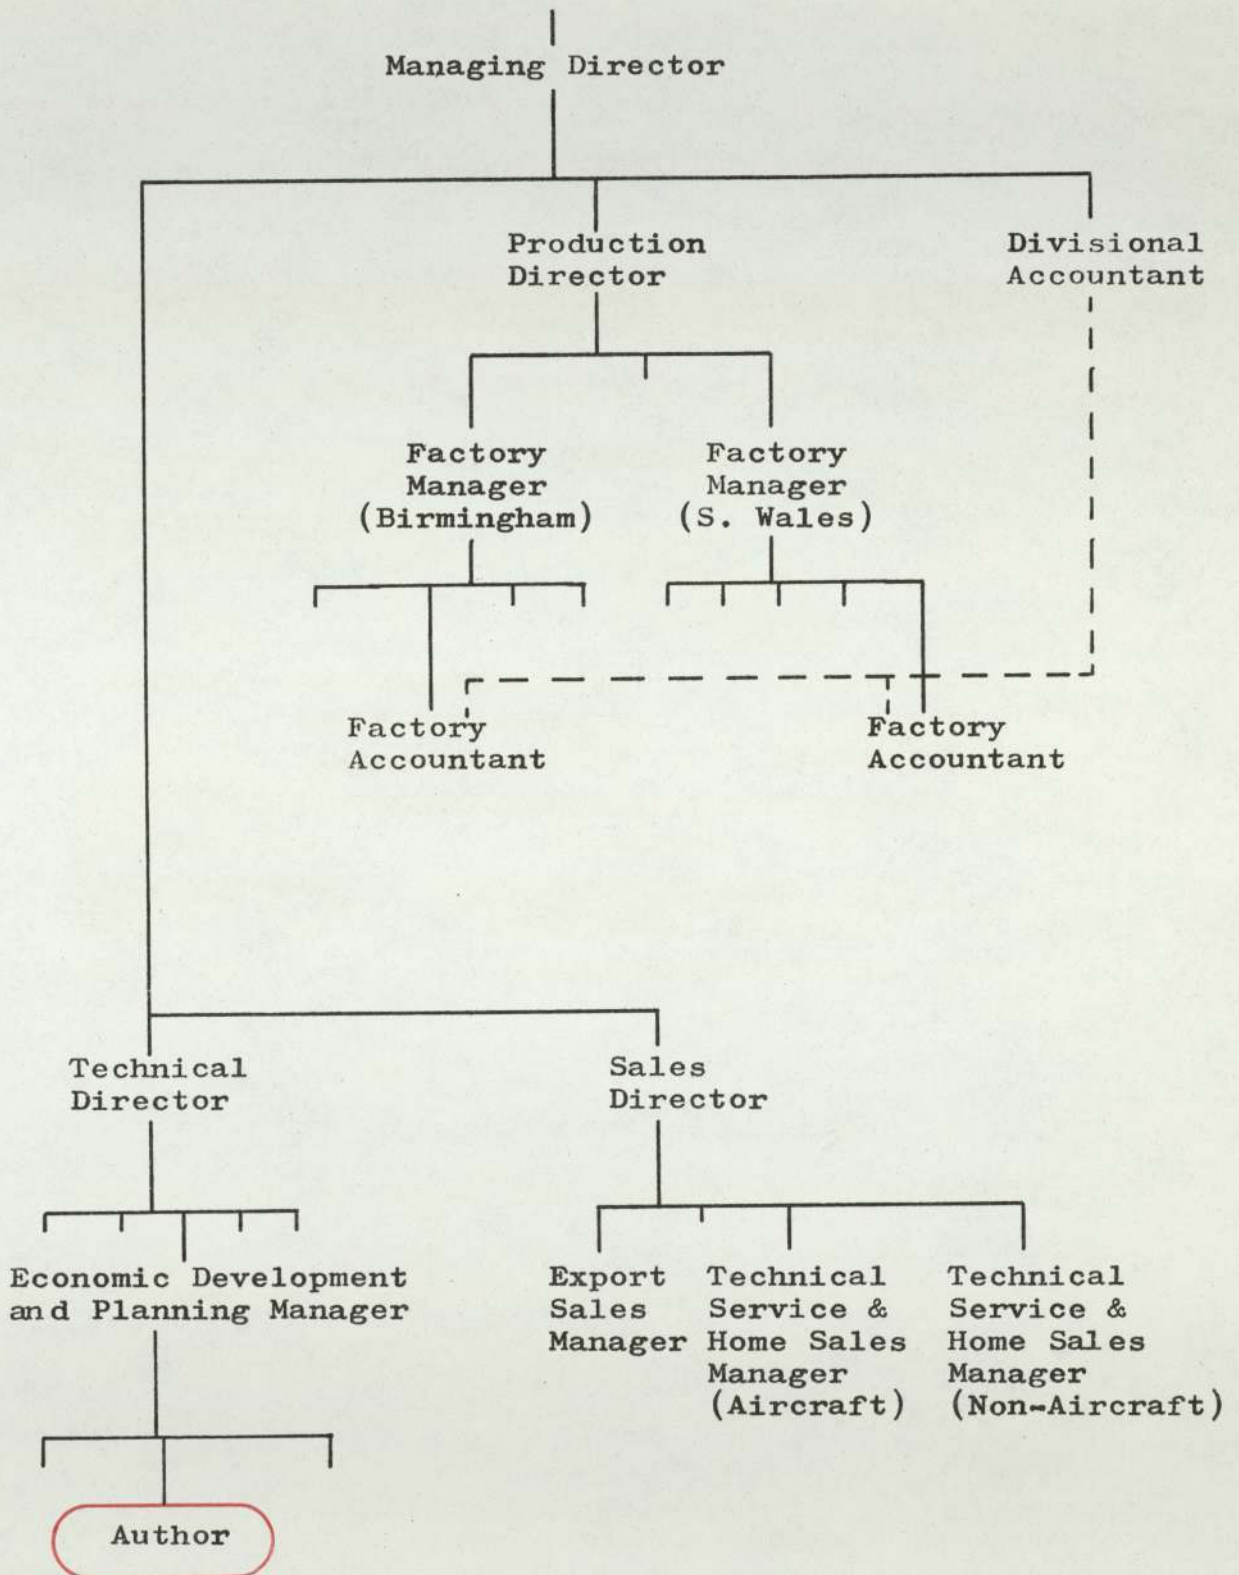 Managing Director
Production
Director
Divisional
Accountant
Factory
Manager
(Birmingham)
Factory
Manager
(S. Wales)
Factory
Accountant
Factory
Accountant
Technical
Director
Sales
Director
Economic Development
and Planning Manager
Export
Sales
Manager
Technical
Service &
Home Sales
Manager
(Aircraft)
Technical
Service &
Home Sales
Manager
(Non-Aircraft)
Author